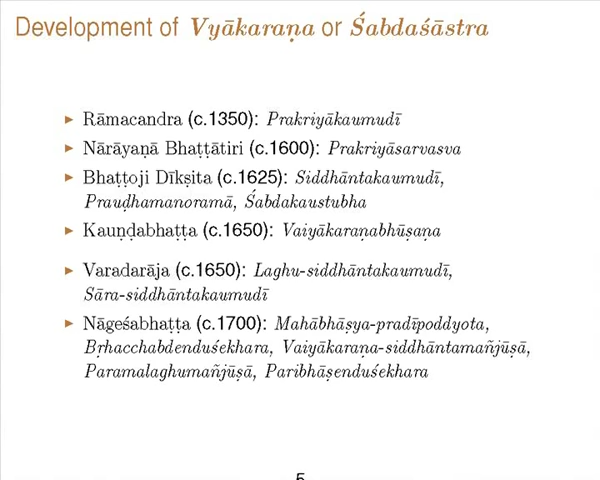 Development of Vyākaraṇa or Śabdaśāstra
▶ Rāmacandra (c.1350): Prakriyākaumudī
▶ Nārāyaṇā Bhaṭṭātiri (c.1600): Prakriyāsarvasva
▶ Bhaṭṭoji Dīkṣita (c.1625): Siddhāntakaumudī,
Prauḍhamanoramā, Śabdakaustubha
▶ Kauṇḍabhaṭṭa (c.1650): Vaiyākaraṇabhūṣaṇa
▶ Varadarāja (c.1650): Laghu-siddhāntakaumudī,
Sāra-siddhāntakaumudī
▶ Nāgeśabhaṭṭa (c.1700): Mahābhāṣya-pradīpoddyota,
Bṛhacchabdenduśekhara, Vaiyākaraṇa-siddhāntamañjūṣā,
Paramalaghumañjūṣā, Paribhāṣenduśekhara
5